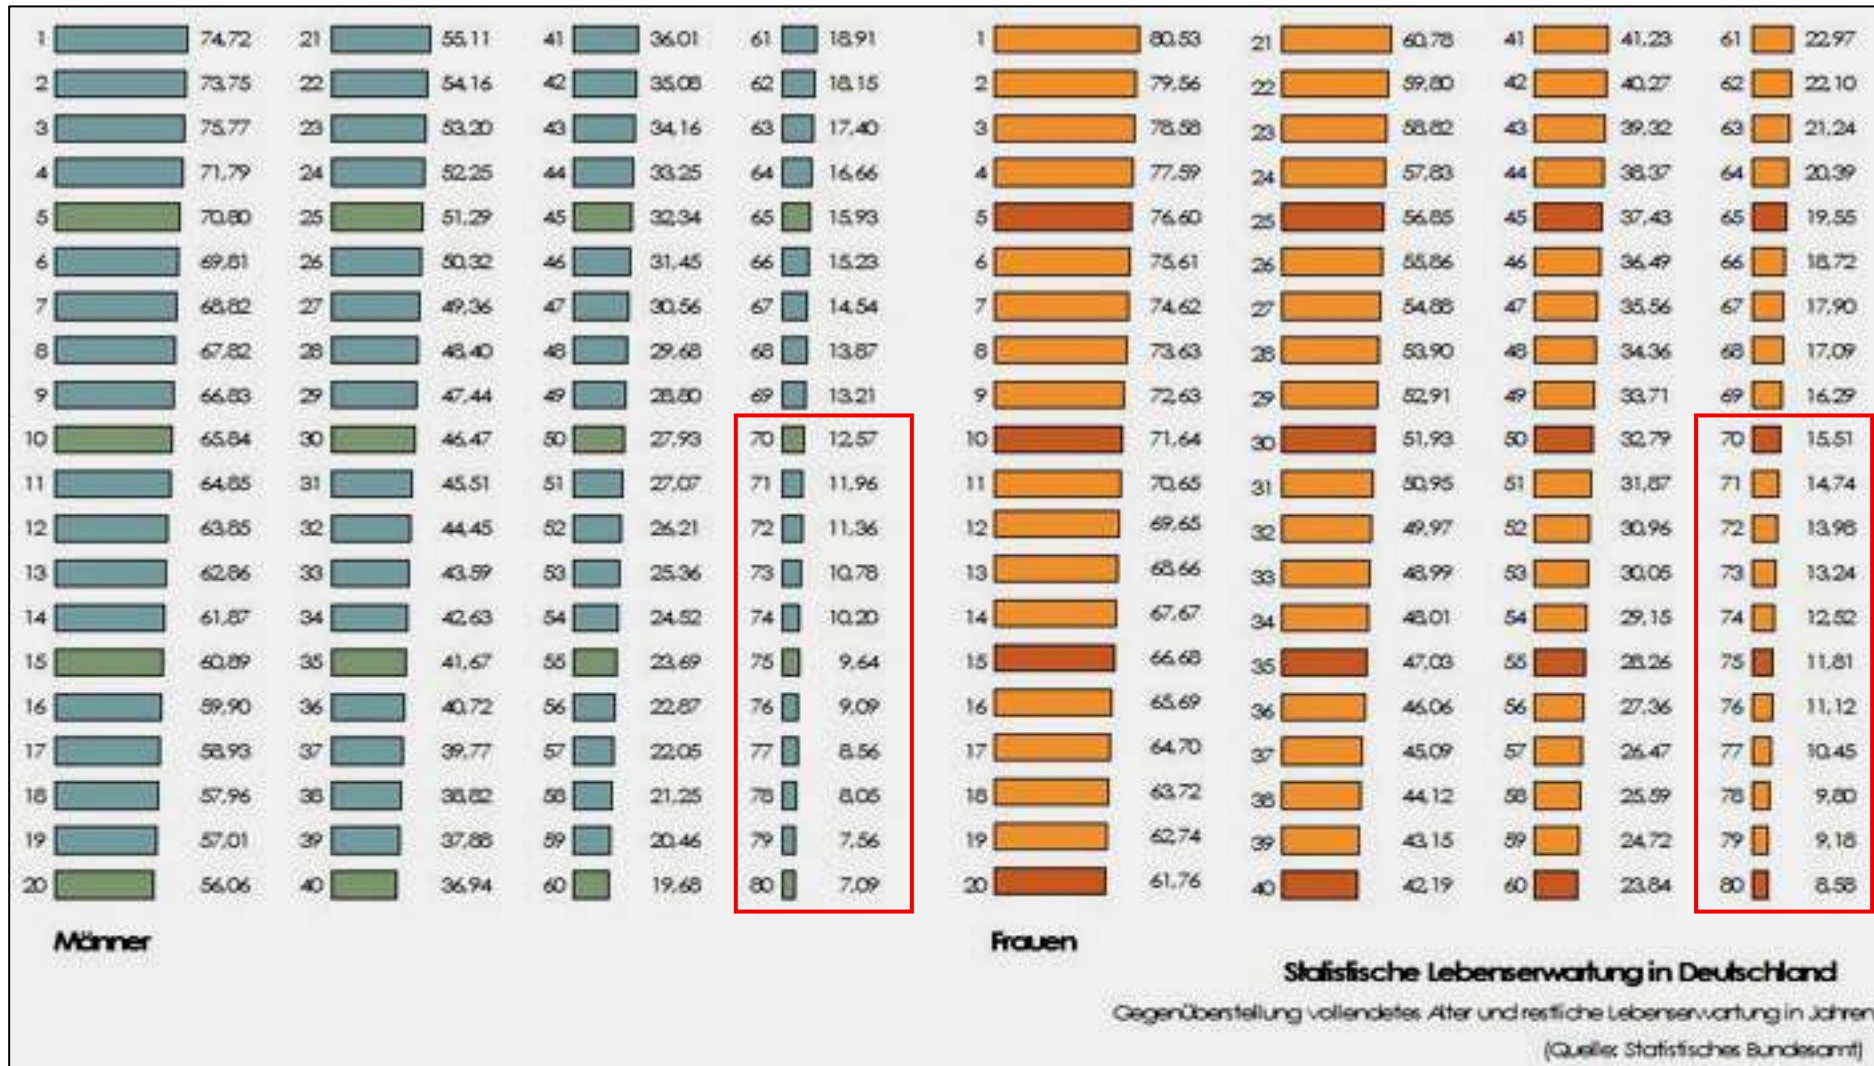 1 74,72 21 55,11 41 36,01 61 18,91 1 80,53 21 60,78 41 41,23 61 22,97
2 73,75 22 54,16 42 35,08 62 18,15 2 79,56 22 59,80 42 40,27 62 22,10
3 75,77 23 53,20 43 34,16 63 17,40 3 78,58 23 58,82 43 39,32 63 21,24
4 71,79 24 52,25 44 33,25 64 16,66 4 77,59 24 57,83 44 38,37 64 20,39
5 70,80 25 51,29 45 32,34 65 15,93 5 76,60 25 56,85 45 37,43 65 19,55
6 69,81 26 50,32 46 31,45 66 15,23 6 75,61 26 55,86 46 36,49 66 18,72
7 68,82 27 49,36 47 30,56 67 14,54 7 74,62 27 54,88 47 35,56 67 17,90
8 67,82 28 48,40 48 29,68 68 13,87 8 73,63 28 53,90 48 34,36 68 17,09
9 66,83 29 47,44 49 28,80 69 13,21 9 72,63 29 52,91 49 33,71 69 16,29
10 65,84 30 46,47 50 27,93 70 12,57 10 71,64 30 51,93 50 32,79 70 15,51
11 64,85 31 45,51 51 27,07 71 11,96 11 70,65 31 50,95 51 31,87 71 14,74
12 63,85 32 44,45 52 26,21 72 11,36 12 69,65 32 49,97 52 30,96 72 13,98
13 62,86 33 43,59 53 25,36 73 10,78 13 68,66 33 48,99 53 30,05 73 13,24
14 61,87 34 42,63 54 24,52 74 10,20 14 67,67 34 48,01 54 29,15 74 12,52
15 60,89 35 41,67 55 23,69 75 9,64 15 66,68 35 47,03 55 28,26 75 11,81
16 59,90 36 40,72 56 22,87 76 9,09 16 65,69 36 46,06 56 27,36 76 11,12
17 58,93 37 39,77 57 22,05 77 8,56 17 64,70 37 45,09 57 26,47 77 10,45
18 57,96 38 38,82 58 21,25 78 8,05 18 63,72 38 44,12 58 25,59 78 9,80
19 57,01 39 37,88 59 20,46 79 7,56 19 62,74 39 43,15 59 24,72 79 9,18
20 56,06 40 36,94 60 19,68 80 7,09 20 61,76 40 42,19 60 23,84 80 8,58
Männer Frauen
Statistische Lebenserwartung in Deutschland
Gegenüberstellung vollendetes Alter und restliche Lebenserwartung in Jahren
(Quelle: Statistisches Bundesamt)